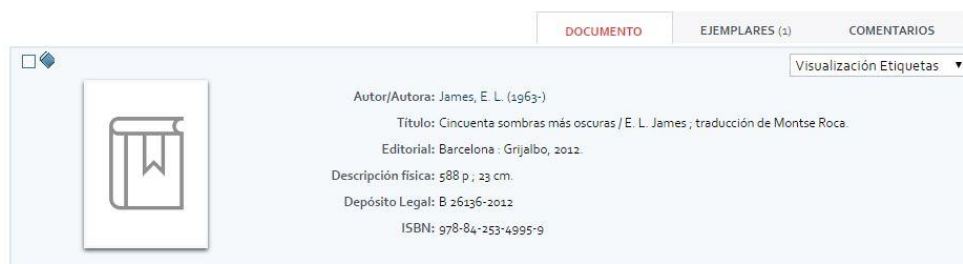 DOCUMENTO EJEMPLARES (1) COMENTARIOS
Visualización Etiquetas
Autor/Autora: James, E. L. (1963-)
Título: Cincuenta sombras más oscuras / E. L. James ; traducción de Montse Roca.
Editorial: Barcelona : Grijalbo, 2012.
Descripción física: 588 p ; 23 cm.
Depósito Legal: B 26136-2012
ISBN: 978-84-253-4995-9